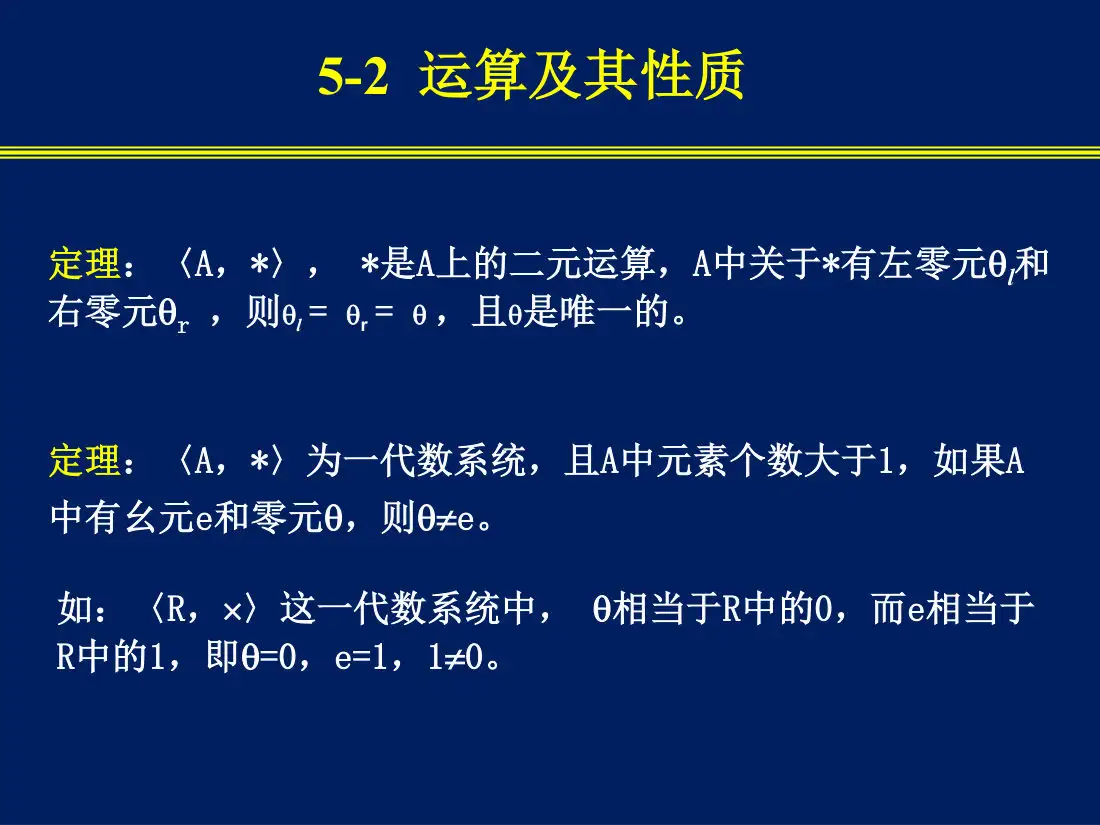 5-2 运算及其性质
定理：〈A，*〉， *是A上的二元运算，A中关于*有左零元θl和
右零元θr ，则θl = θr = θ ，且θ是唯一的。
定理：〈A，*〉为一代数系统，且A中元素个数大于1，如果A
中有幺元e和零元θ，则θ≠e。
如：〈R，×〉这一代数系统中， θ相当于R中的0，而e相当于
R中的1，即θ=0，e=1，1≠0。